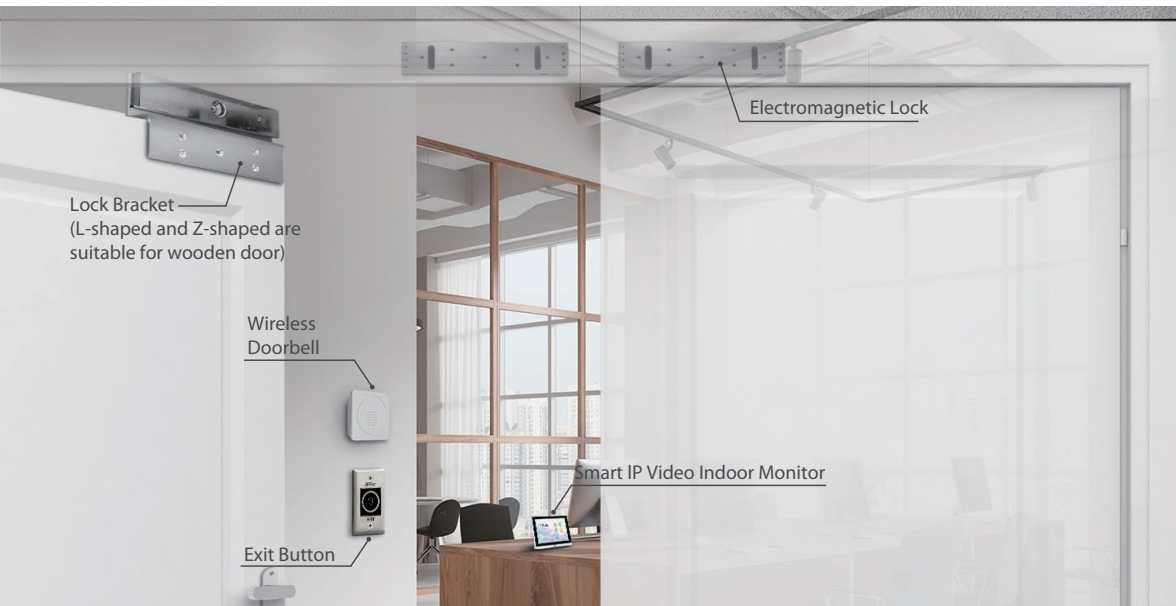 Electromagnetic Lock
Lock Bracket
(L-shaped and Z-shaped are
suitable for wooden door)
Wireless
Doorbell
Smart IP Video Indoor Monitor
Exit Button